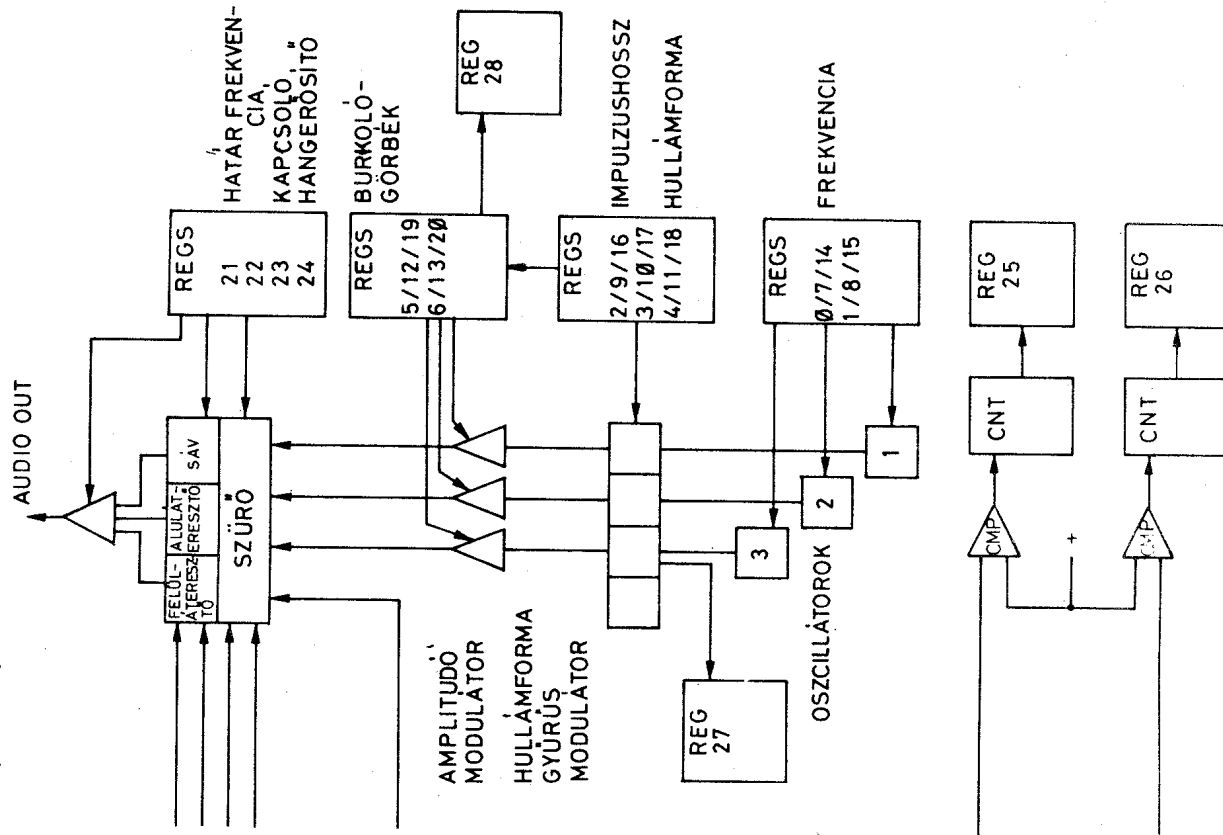 AUDIO OUT
REGS
21
22
23
24
HATÁR FREKVEN-
CIA,
KAPCSOLÓ,
HANGERŐSÍTŐ
FELÜL-
ÁTERESZ-
TŐ
ALULÁT-
ERESZTŐ
SÁV
SZŰRŐ
REGS
5/12/19
6/13/20
BURKOLÓ-
GÖRBÉK
REG
28
AMPLITUDÓ
MODULÁTOR
HULLÁMFORMA
GYŰRŰS
MODULÁTOR
REGS
2/9/16
3/10/17
4/11/18
IMPULZUSHOSSZ
HULLÁMFORMA
REG
27
3
2
1
OSZCILLÁTOROK
REGS
0/7/14
1/8/15
FREKVENCIA
CMP
CNT
REG
25
+
CMP
CNT
REG
26